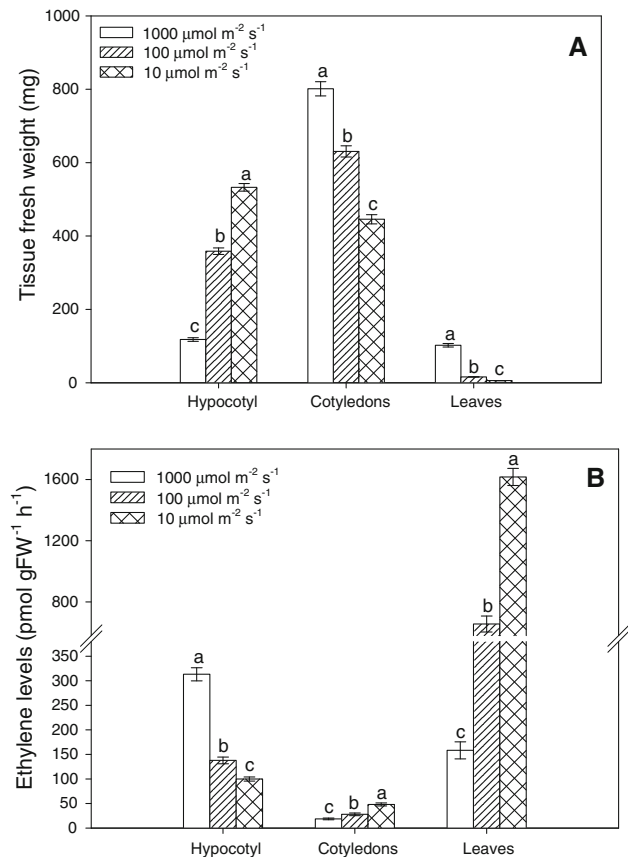 A
1000 μmol m⁻² s⁻¹
100 μmol m⁻² s⁻¹
10 μmol m⁻² s⁻¹
Tissue fresh weight (mg)
1000
800
600
400
200
0
c
b
a
a
b
c
a
b
c
Hypocotyl Cotyledons Leaves
B
1000 μmol m⁻² s⁻¹
100 μmol m⁻² s⁻¹
10 μmol m⁻² s⁻¹
Ethylene levels (pmol gFW⁻¹ h⁻¹)
1600
1200
800
350
300
250
200
150
100
50
0
a
b
c
c
b
a
c
b
a
Hypocotyl Cotyledons Leaves